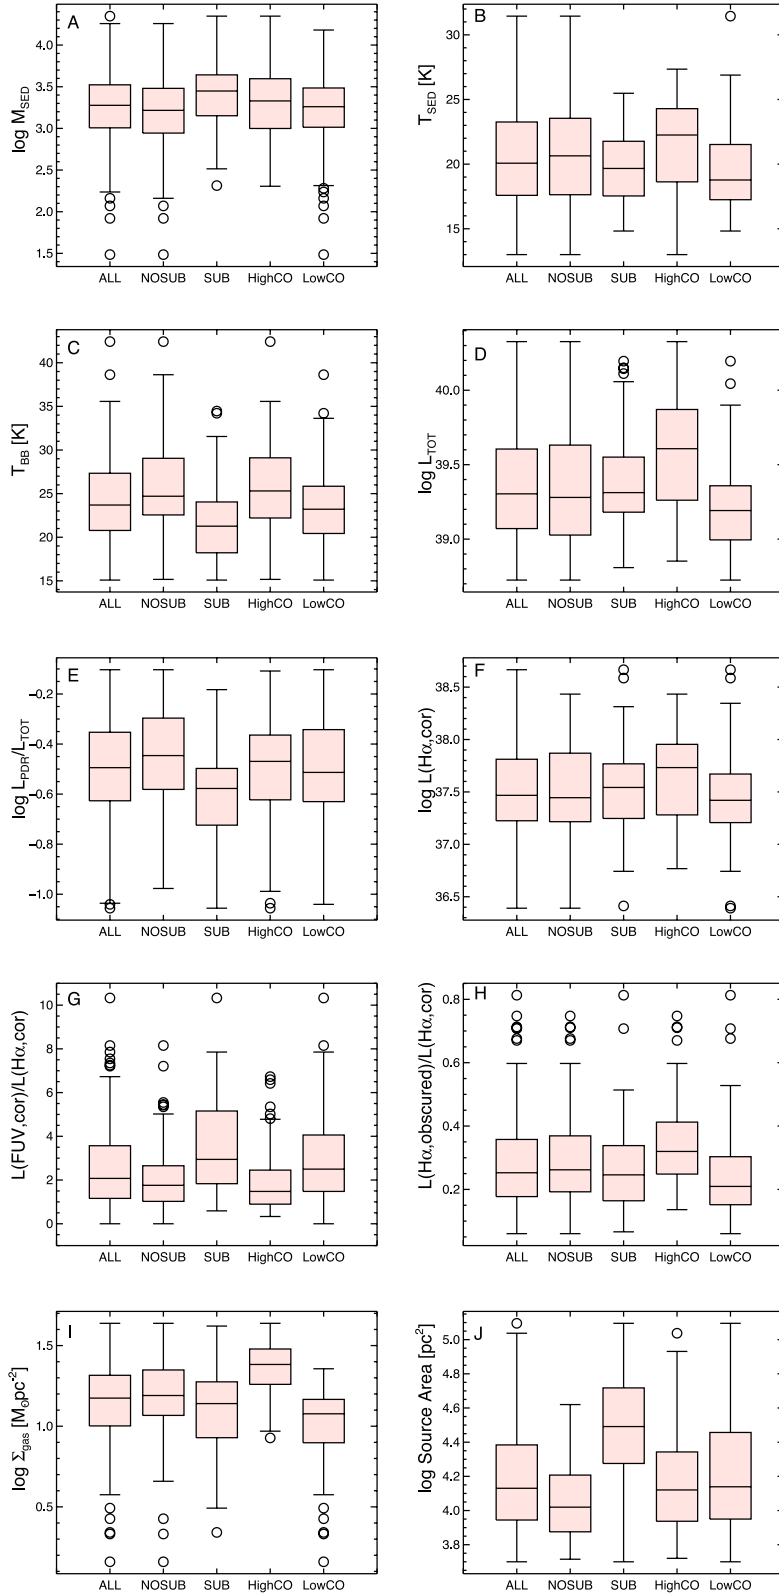 A
log M_SED
4.0
3.5
3.0
2.5
2.0
1.5
ALL NOSUB SUB HighCO LowCO
B
T_SED [K]
30
25
20
15
ALL NOSUB SUB HighCO LowCO
C
T_BB [K]
40
35
30
25
20
15
ALL NOSUB SUB HighCO LowCO
D
log L_TOT
40.0
39.5
39.0
ALL NOSUB SUB HighCO LowCO
E
log L_PDR/L_TOT
−0.2
−0.4
−0.6
−0.8
−1.0
ALL NOSUB SUB HighCO LowCO
F
log L(Hα,cor)
38.5
38.0
37.5
37.0
36.5
ALL NOSUB SUB HighCO LowCO
G
L(FUV,cor)/L(Hα,cor)
10
8
6
4
2
0
ALL NOSUB SUB HighCO LowCO
H
L(Hα,obscured)/L(Hα,cor)
0.8
0.6
0.4
0.2
ALL NOSUB SUB HighCO LowCO
I
log Σ_gas [M_⊙pc⁻²]
1.5
1.0
0.5
ALL NOSUB SUB HighCO LowCO
J
log Source Area [pc²]
5.0
4.8
4.6
4.4
4.2
4.0
3.8
ALL NOSUB SUB HighCO LowCO